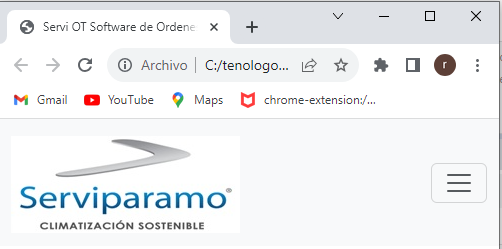 Servi OT Software de Ordene
Archivo C:/tenologo...
r
Gmail YouTube Maps chrome-extension:/...
Serviparamo®
CLIMATIZACIÓN SOSTENIBLE